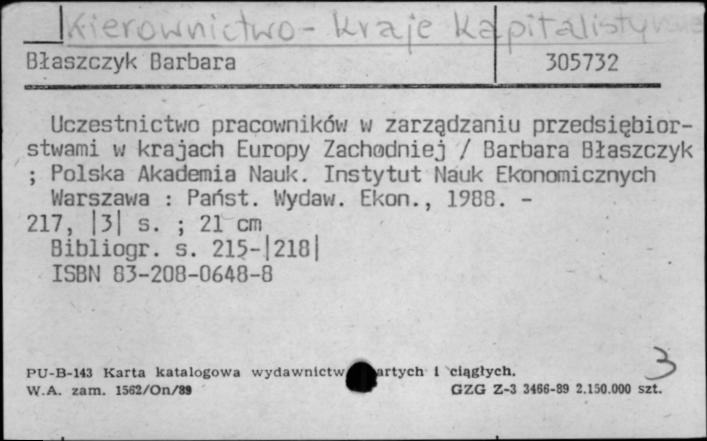 Kierownictwo - kraje kapitalistyczne
Błaszczyk Barbara 305732
Uczestnictwo pracowników w zarządzaniu przedsiębior-
stwami w krajach Europy Zachodniej / Barbara Błaszczyk
; Polska Akademia Nauk. Instytut Nauk Ekonomicznych
Warszawa : Państ. Wydaw. Ekon., 1988. -
217, |3| s. ; 21 cm
Bibliogr. s. 215-|218|
ISBN 83-208-0648-8
3
PU-B-143 Karta katalogowa wydawnictw artych i ciągłych.
W.A. zam. 1562/On/89 GZG Z-3 3466-89 2.150.000 szt.